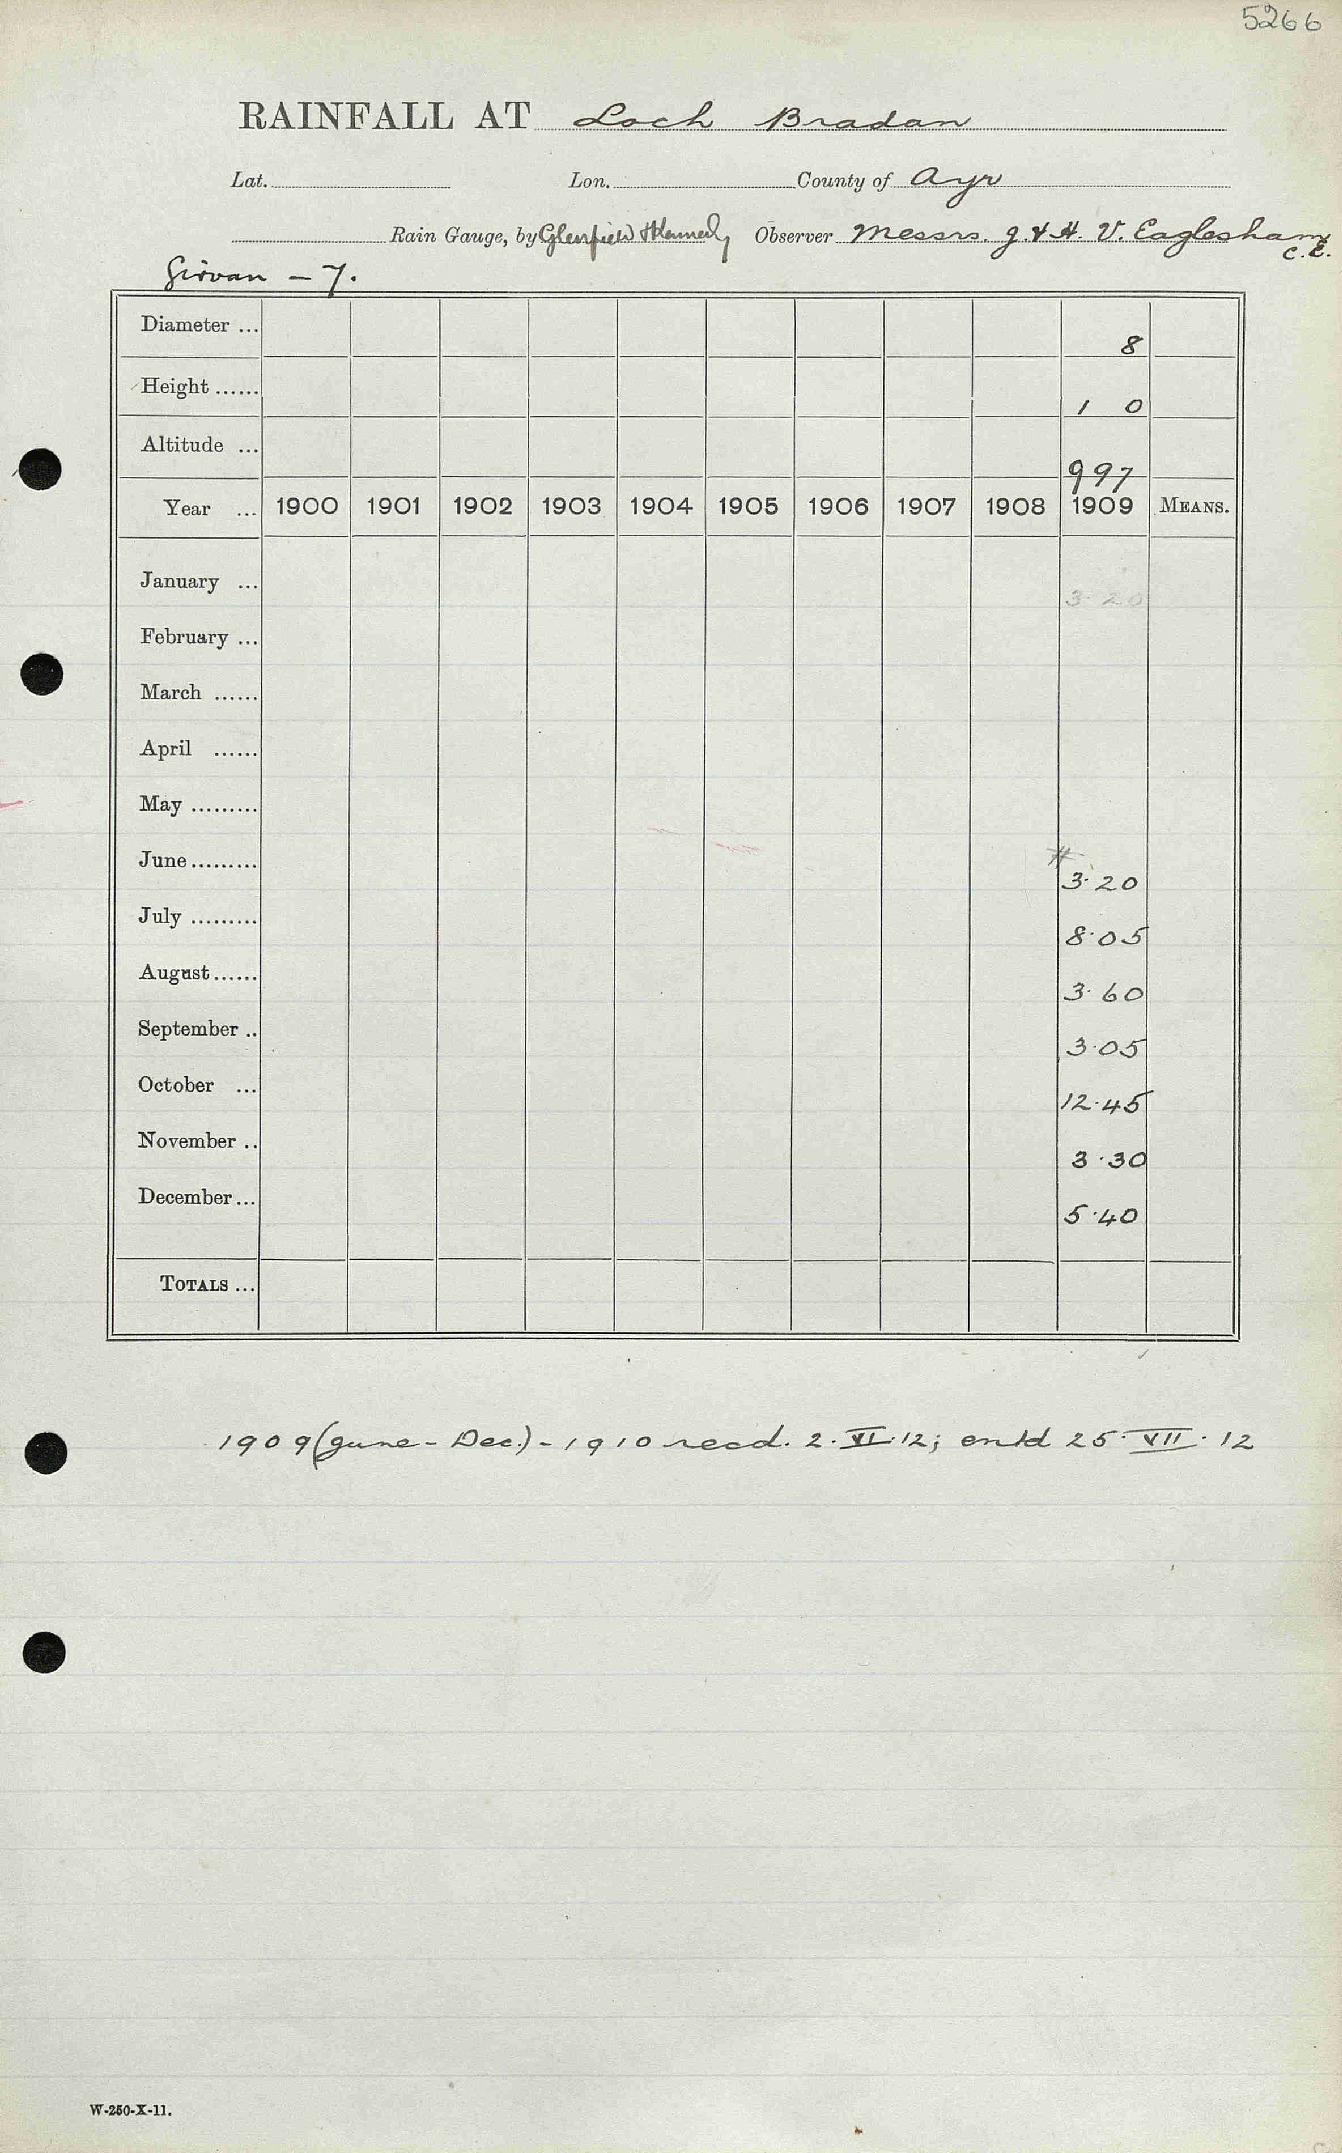 5266
RAINFALL AT Loch Bradan
Lat. Lon. County of Ayr
Rain Gauge, by Glenfield & Kennedy Observer Messrs. J & H. V. Eaglesham C.E.
Girvan - 7.
Diameter ... 8
Height ...... 1 0
Altitude ... 997
Year ... 1900 1901 1902 1903 1904 1905 1906 1907 1908 1909 MEANS.
January ... 3.20
February ...
March ......
April ......
May .........
June ......... # 3.20
July ......... 8.05
August ...... 3.60
September .. 3.05
October ... 12.45
November .. 3.30
December ... 5.40
TOTALS ...
1909 (June - Dec.) - 1910 recd. 2.VI.12; entd 25.VII.12
W-250-X-11.